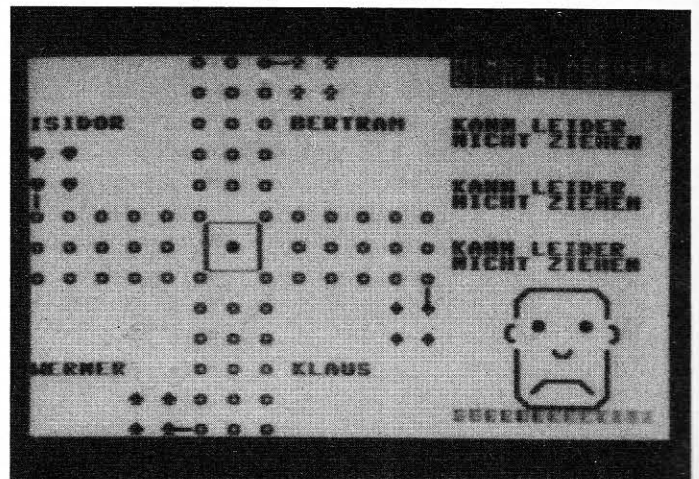 ISIDOR
BERTRAM
KANN LEIDER
NICHT ZIEHEN
KANN LEIDER
NICHT ZIEHEN
KANN LEIDER
NICHT ZIEHEN
WERNER
KLAUS